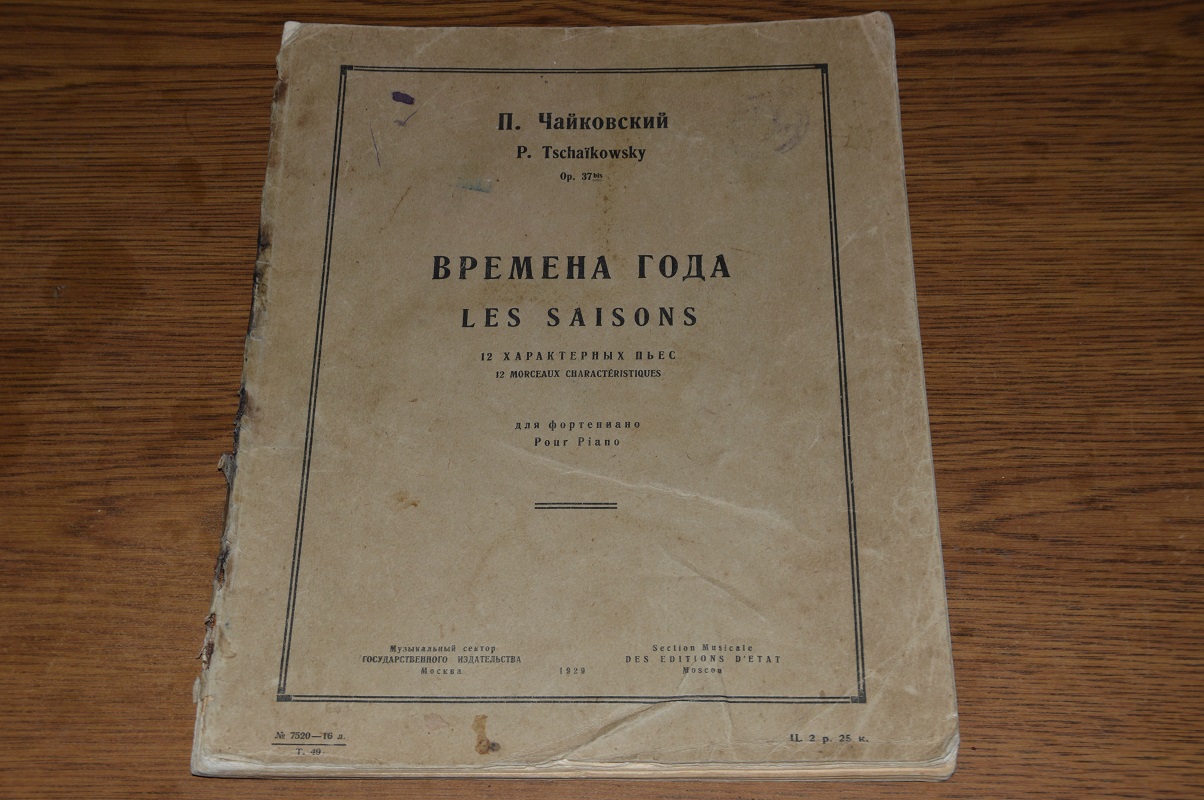 П. Чайковский
P. Tschaïkowsky
Op. 37bis
ВРЕМЕНА ГОДА
LES SAISONS
12 ХАРАКТЕРНЫХ ПЬЕС
12 MORCEAUX CHARACTÉRISTIQUES
для фортепиано
Pour Piano
Музыкальный сектор
ГОСУДАРСТВЕННОГО ИЗДАТЕЛЬСТВА
Москва
1929
Section Musicale
DES EDITIONS D'ETAT
Moscou
№ 7520—16 л.
Т. 49
Ц. 2 р. 25 к.